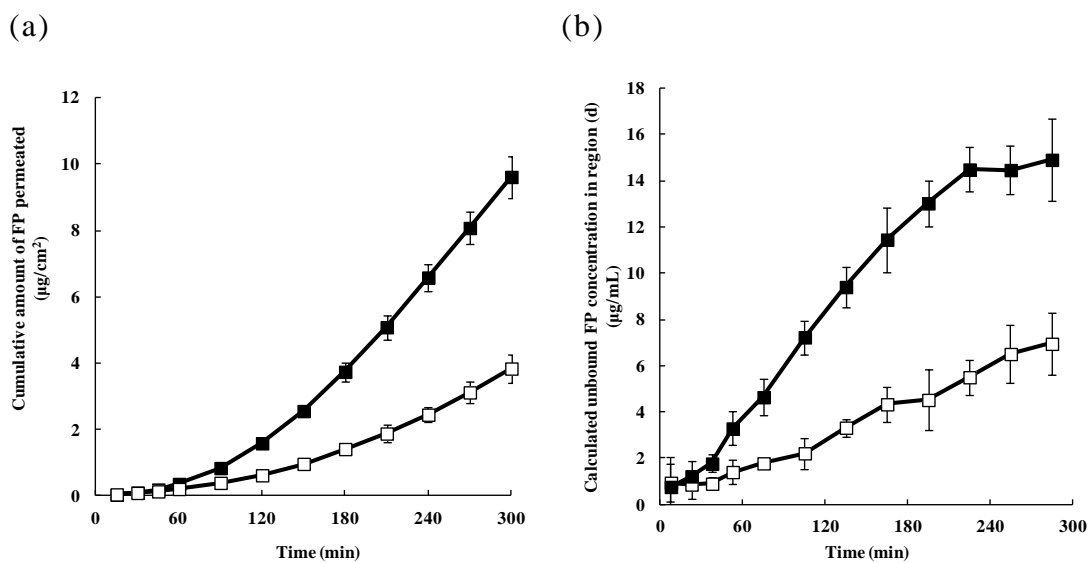 (a)
Cumulative amount of FP permeated
(µg/cm²)
12
10
8
6
4
2
0
0 60 120 180 240 300
Time (min)
(b)
Calculated unbound FP concentration in region (d)
(µg/mL)
18
16
14
12
10
8
6
4
2
0
0 60 120 180 240 300
Time (min)